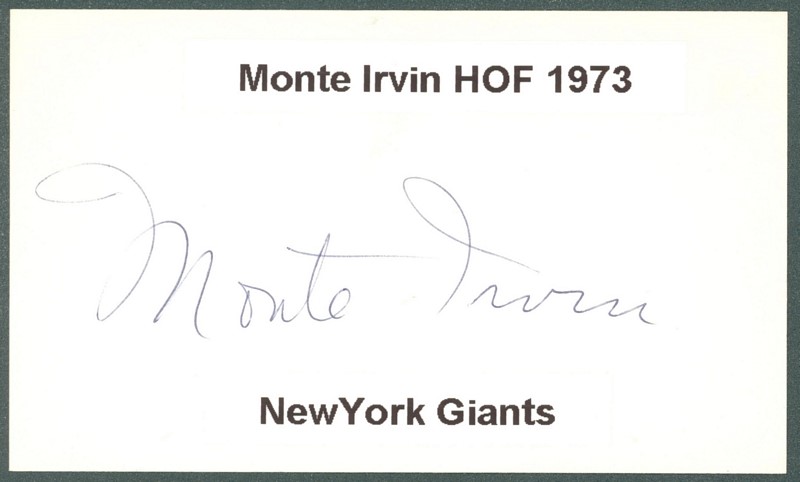 Monte Irvin HOF 1973
Monte Irvin
NewYork Giants